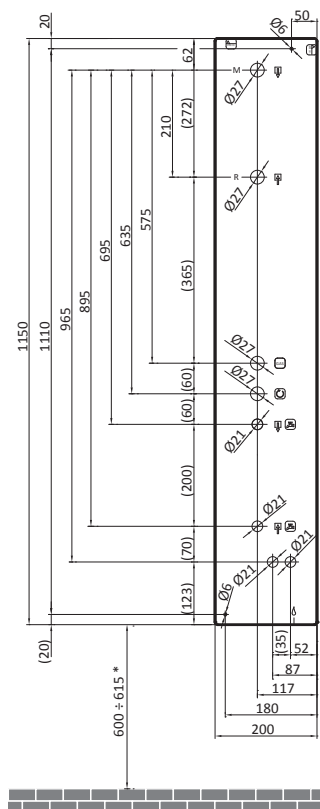 50
20
Ø6
62
M
Ø27
(272)
210
R
Ø27
575
635
695
895
965
1110
1150
(365)
Ø27
Ø27
(60)
(60)
Ø21
(200)
Ø21
(70)
Ø21
Ø21
(123)
Ø6
(20)
(35)
52
87
117
180
200
600 ÷ 615 *